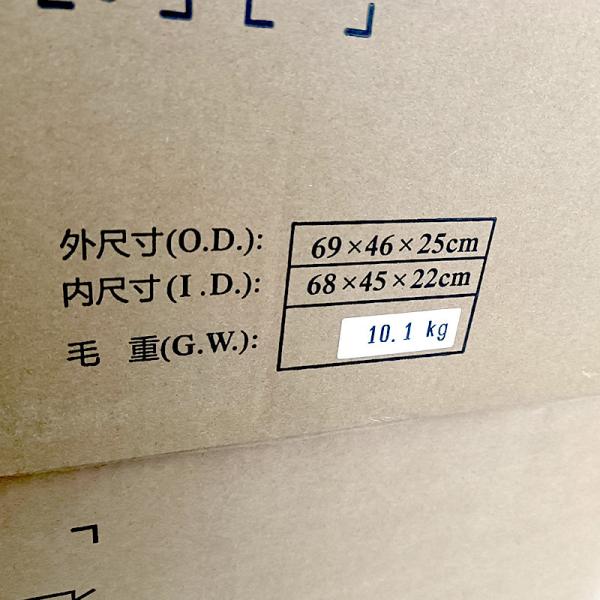 外尺寸(O.D.): 69×46×25cm
内尺寸(I.D.): 68×45×22cm
毛 重(G.W.): 10.1 kg